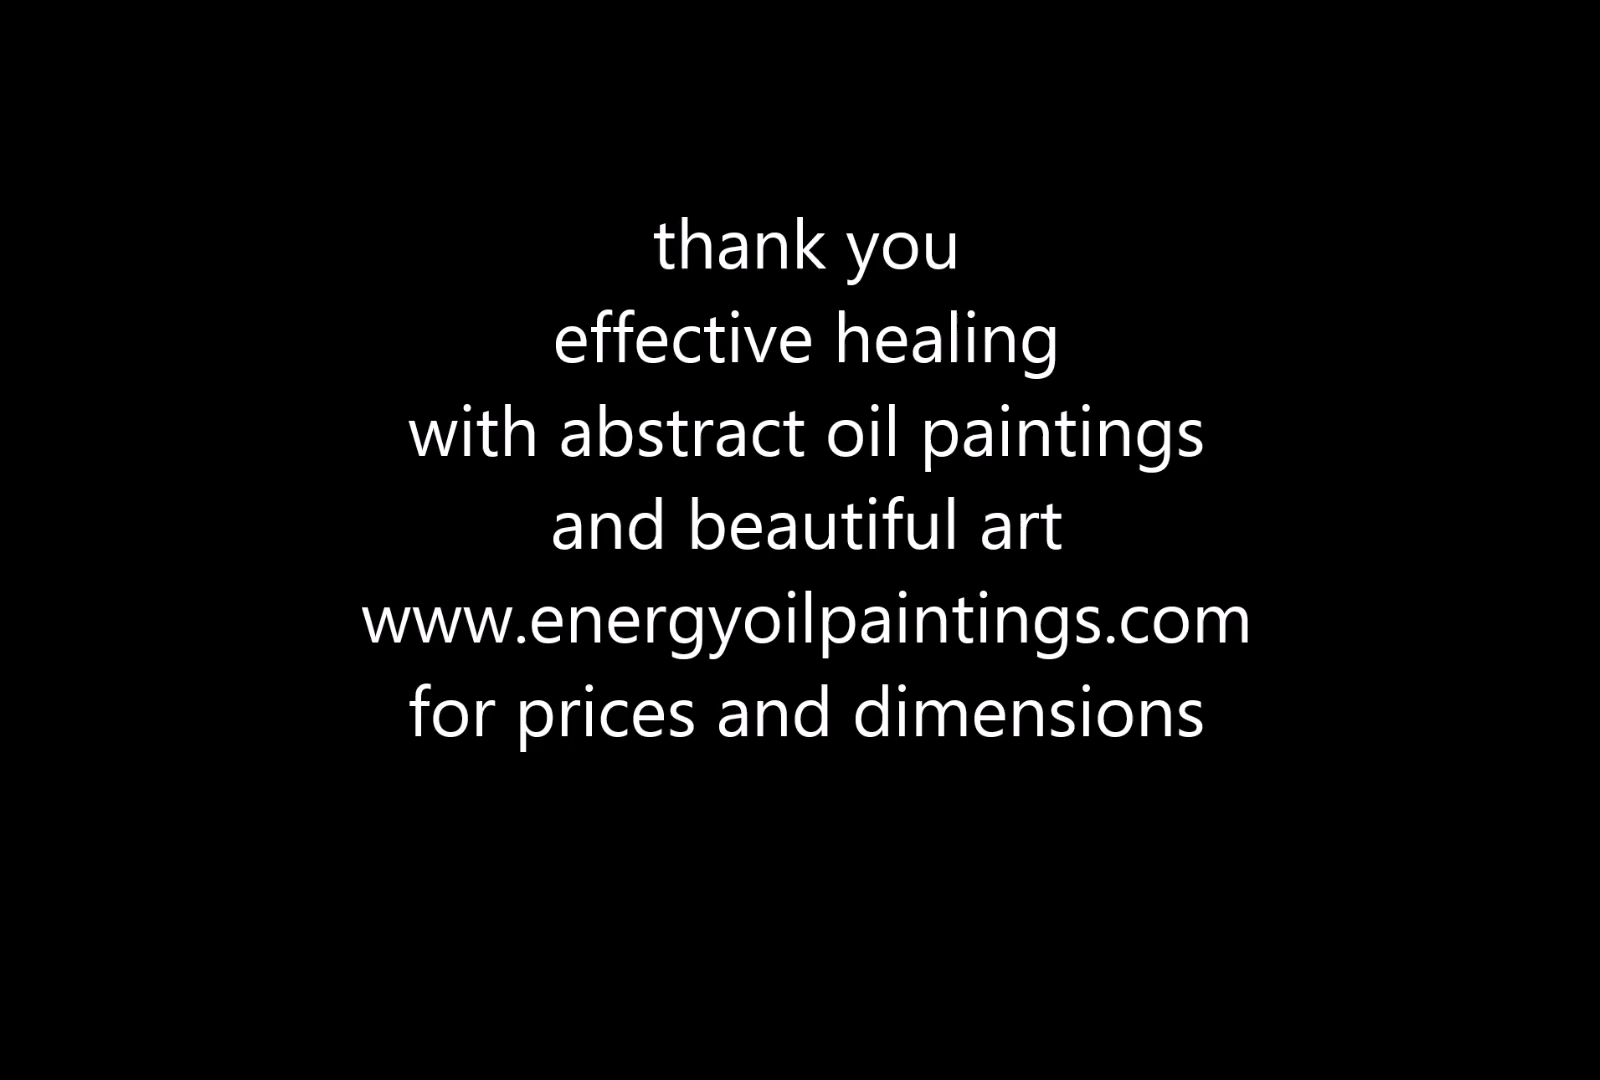 thank you
effective healing
with abstract oil paintings
and beautiful art
www.energyoilpaintings.com
for prices and dimensions